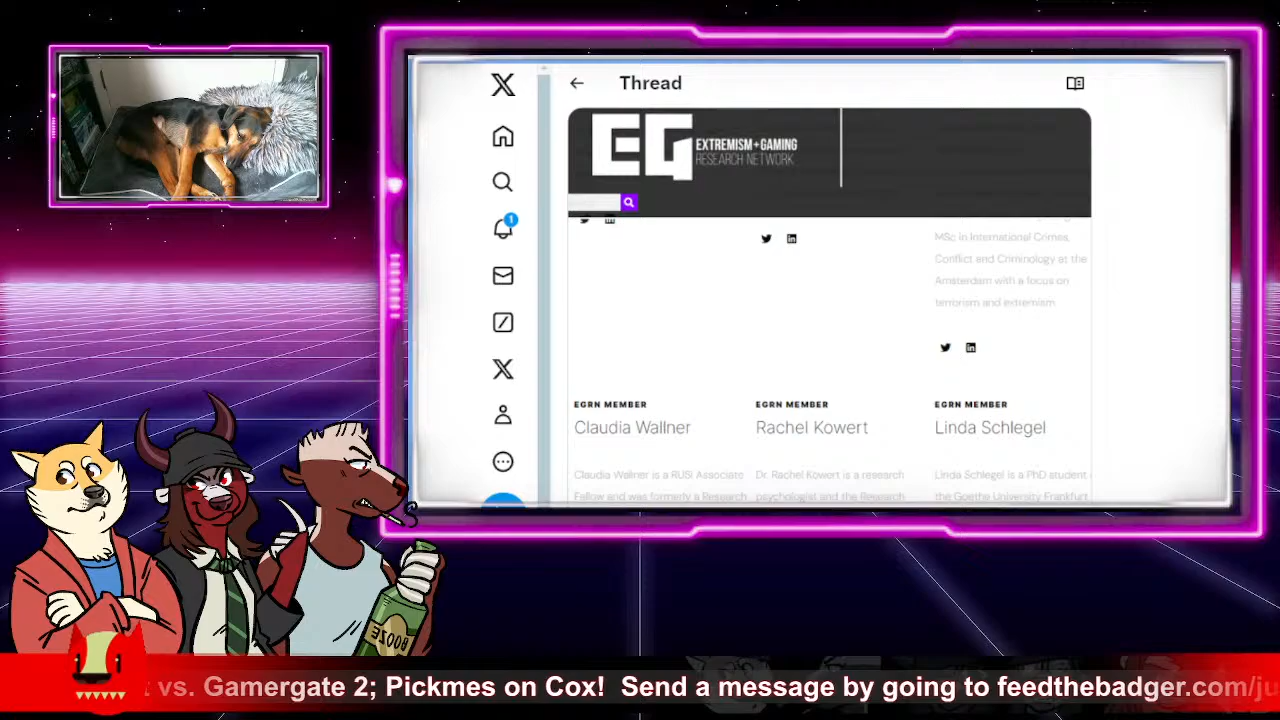 Thread
EG EXTREMISM+GAMING
RESEARCH NETWORK
1
MSc in International Crimes,
Conflict and Criminology at the
Amsterdam with a focus on
terrorism and extremism
EGRN MEMBER
Claudia Wallner
Claudia Wallner is a RUSI Associate
Fellow and was formerly a Research
EGRN MEMBER
Rachel Kowert
Dr. Rachel Kowert is a research
psychologist and the Research
EGRN MEMBER
Linda Schlegel
Linda Schlegel is a PhD student
the Goethe University Frankfurt
BOOZE
vs. Gamergate 2; Pickmes on Cox! Send a message by going to feedthebadger.com/ju